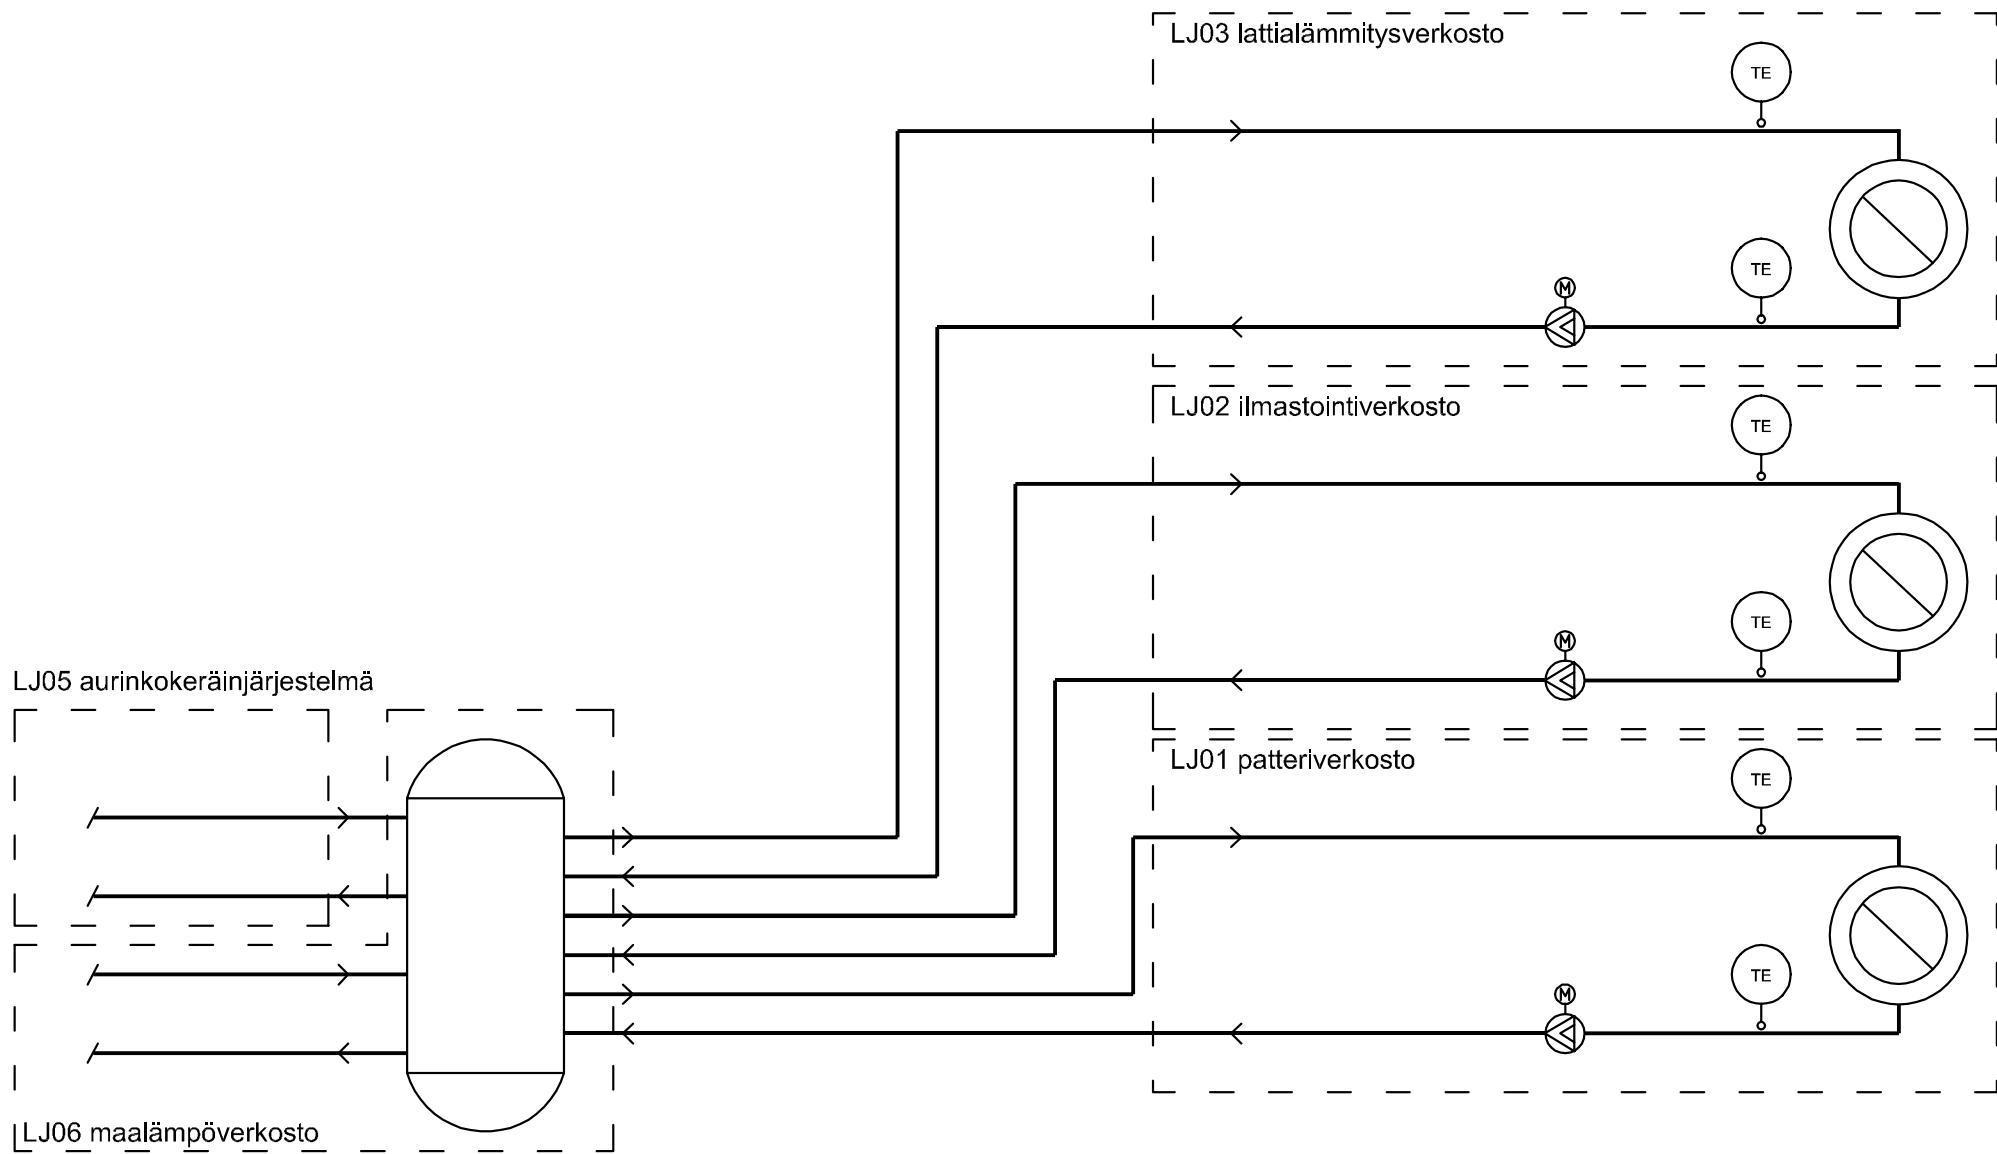 LJ03 lattialämmitysverkosto
TE
TE
M
LJ02 ilmastointiverkosto
TE
TE
M
LJ05 aurinkokeräinjärjestelmä
LJ01 patteriverkosto
TE
TE
M
LJ06 maalämpöverkosto